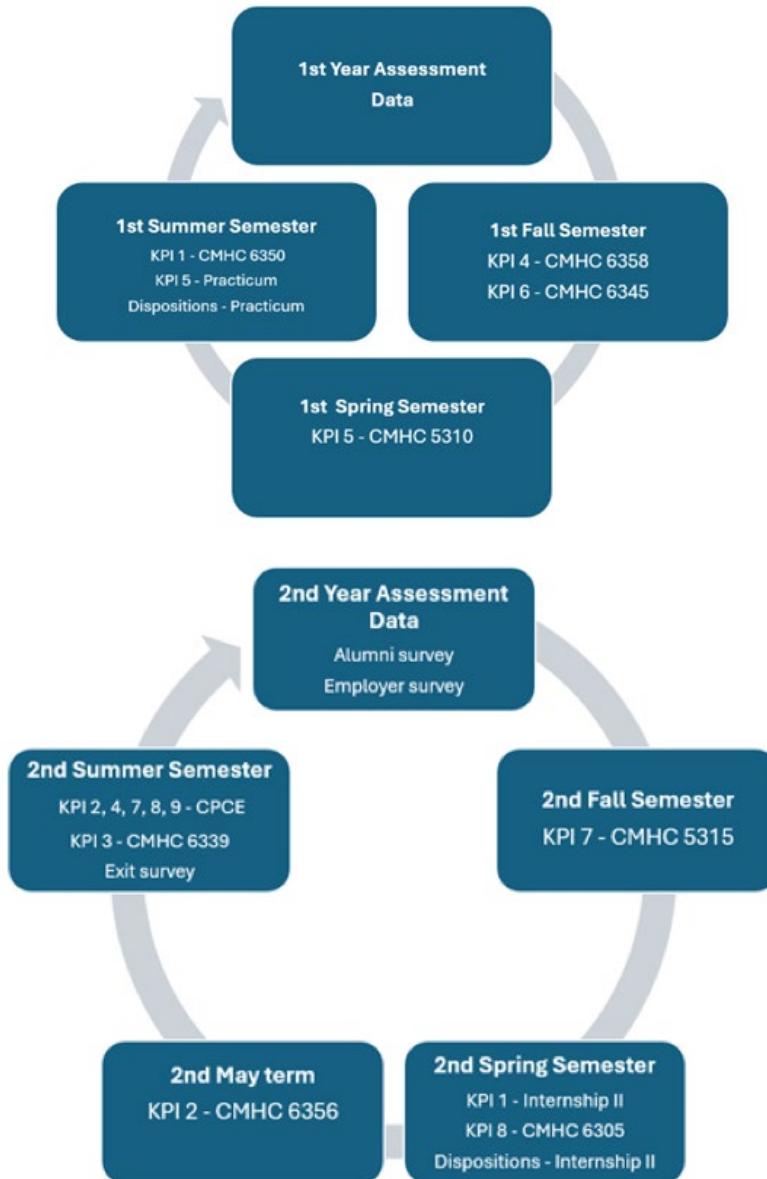 1st Year Assessment
Data
1st Summer Semester
KPI 1 - CMHC 6350
KPI 5 - Practicum
Dispositions - Practicum
1st Fall Semester
KPI 4 - CMHC 6358
KPI 6 - CMHC 6345
1st Spring Semester
KPI 5 - CMHC 5310
2nd Year Assessment
Data
Alumni survey
Employer survey
2nd Summer Semester
KPI 2, 4, 7, 8, 9 - CPCE
KPI 3 - CMHC 6339
Exit survey
2nd Fall Semester
KPI 7 - CMHC 5315
2nd May term
KPI 2 - CMHC 6356
2nd Spring Semester
KPI 1 - Internship II
KPI 8 - CMHC 6305
Dispositions - Internship II